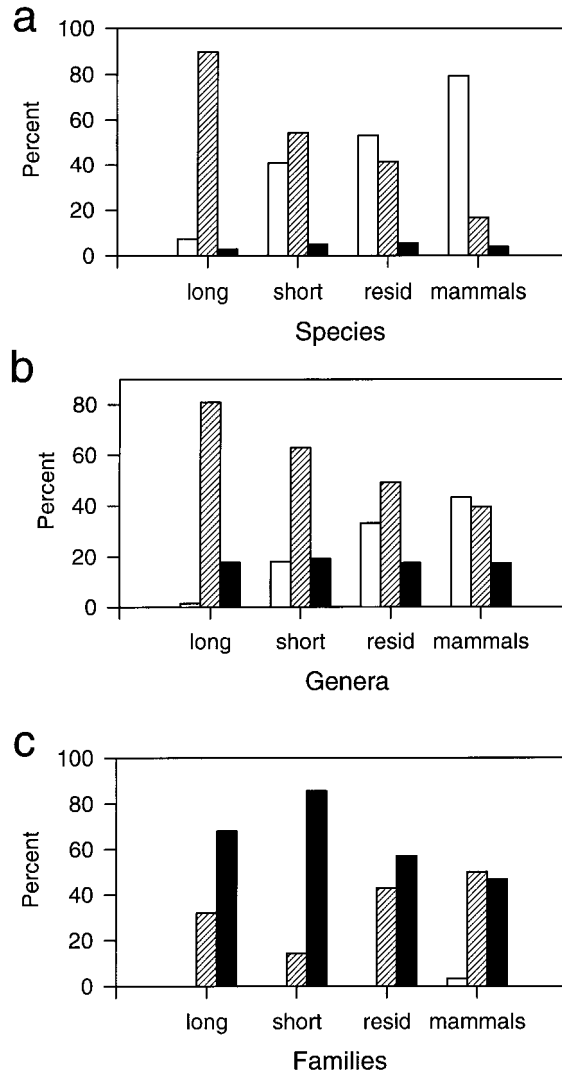 a
100
80
60
40
20
0
Percent
long short resid mammals
Species
b
80
60
40
20
0
Percent
long short resid mammals
Genera
c
100
80
60
40
20
0
Percent
long short resid mammals
Families